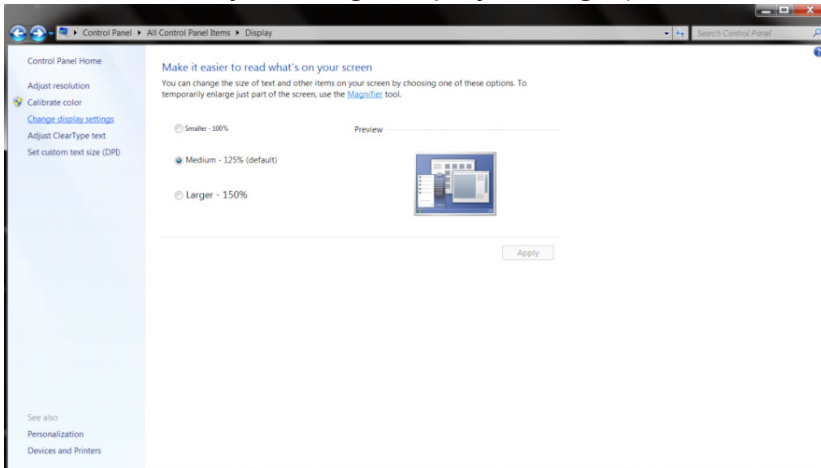 Control Panel ▸ All Control Panel Items ▸ Display
Search Control Panel
Control Panel Home
Adjust resolution
Calibrate color
Change display settings
Adjust ClearType text
Set custom text size (DPI)
See also
Personalization
Devices and Printers
Make it easier to read what's on your screen
You can change the size of text and other items on your screen by choosing one of these options. To
temporarily enlarge just part of the screen, use the Magnifier tool.
Smaller - 100%
Preview
Medium - 125% (default)
Larger - 150%
Apply